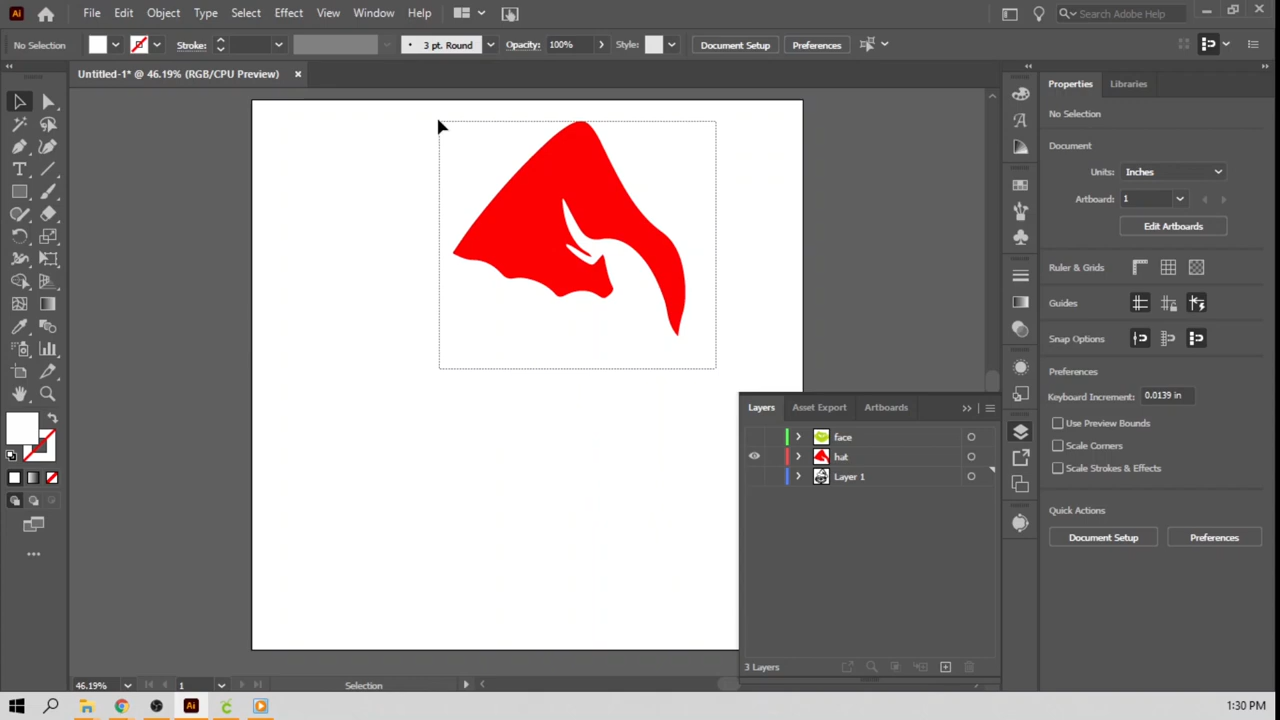 Ai File Edit Object Type Select Effect View Window Help Search Adobe Help
No Selection Stroke: 3 pt. Round Opacity: 100% Style: Document Setup Preferences
Untitled-1* @ 46.19% (RGB/CPU Preview) ×
Properties Libraries
No Selection
Document
Units: Inches
Artboard: 1
Edit Artboards
Ruler & Grids
Guides
Snap Options
Preferences
Keyboard Increment: 0.0139 in
Use Preview Bounds
Scale Corners
Scale Strokes & Effects
Quick Actions
Document Setup Preferences
Layers Asset Export Artboards
face
hat
Layer 1
3 Layers
46.19% 1 Selection
Ai 1:30 PM